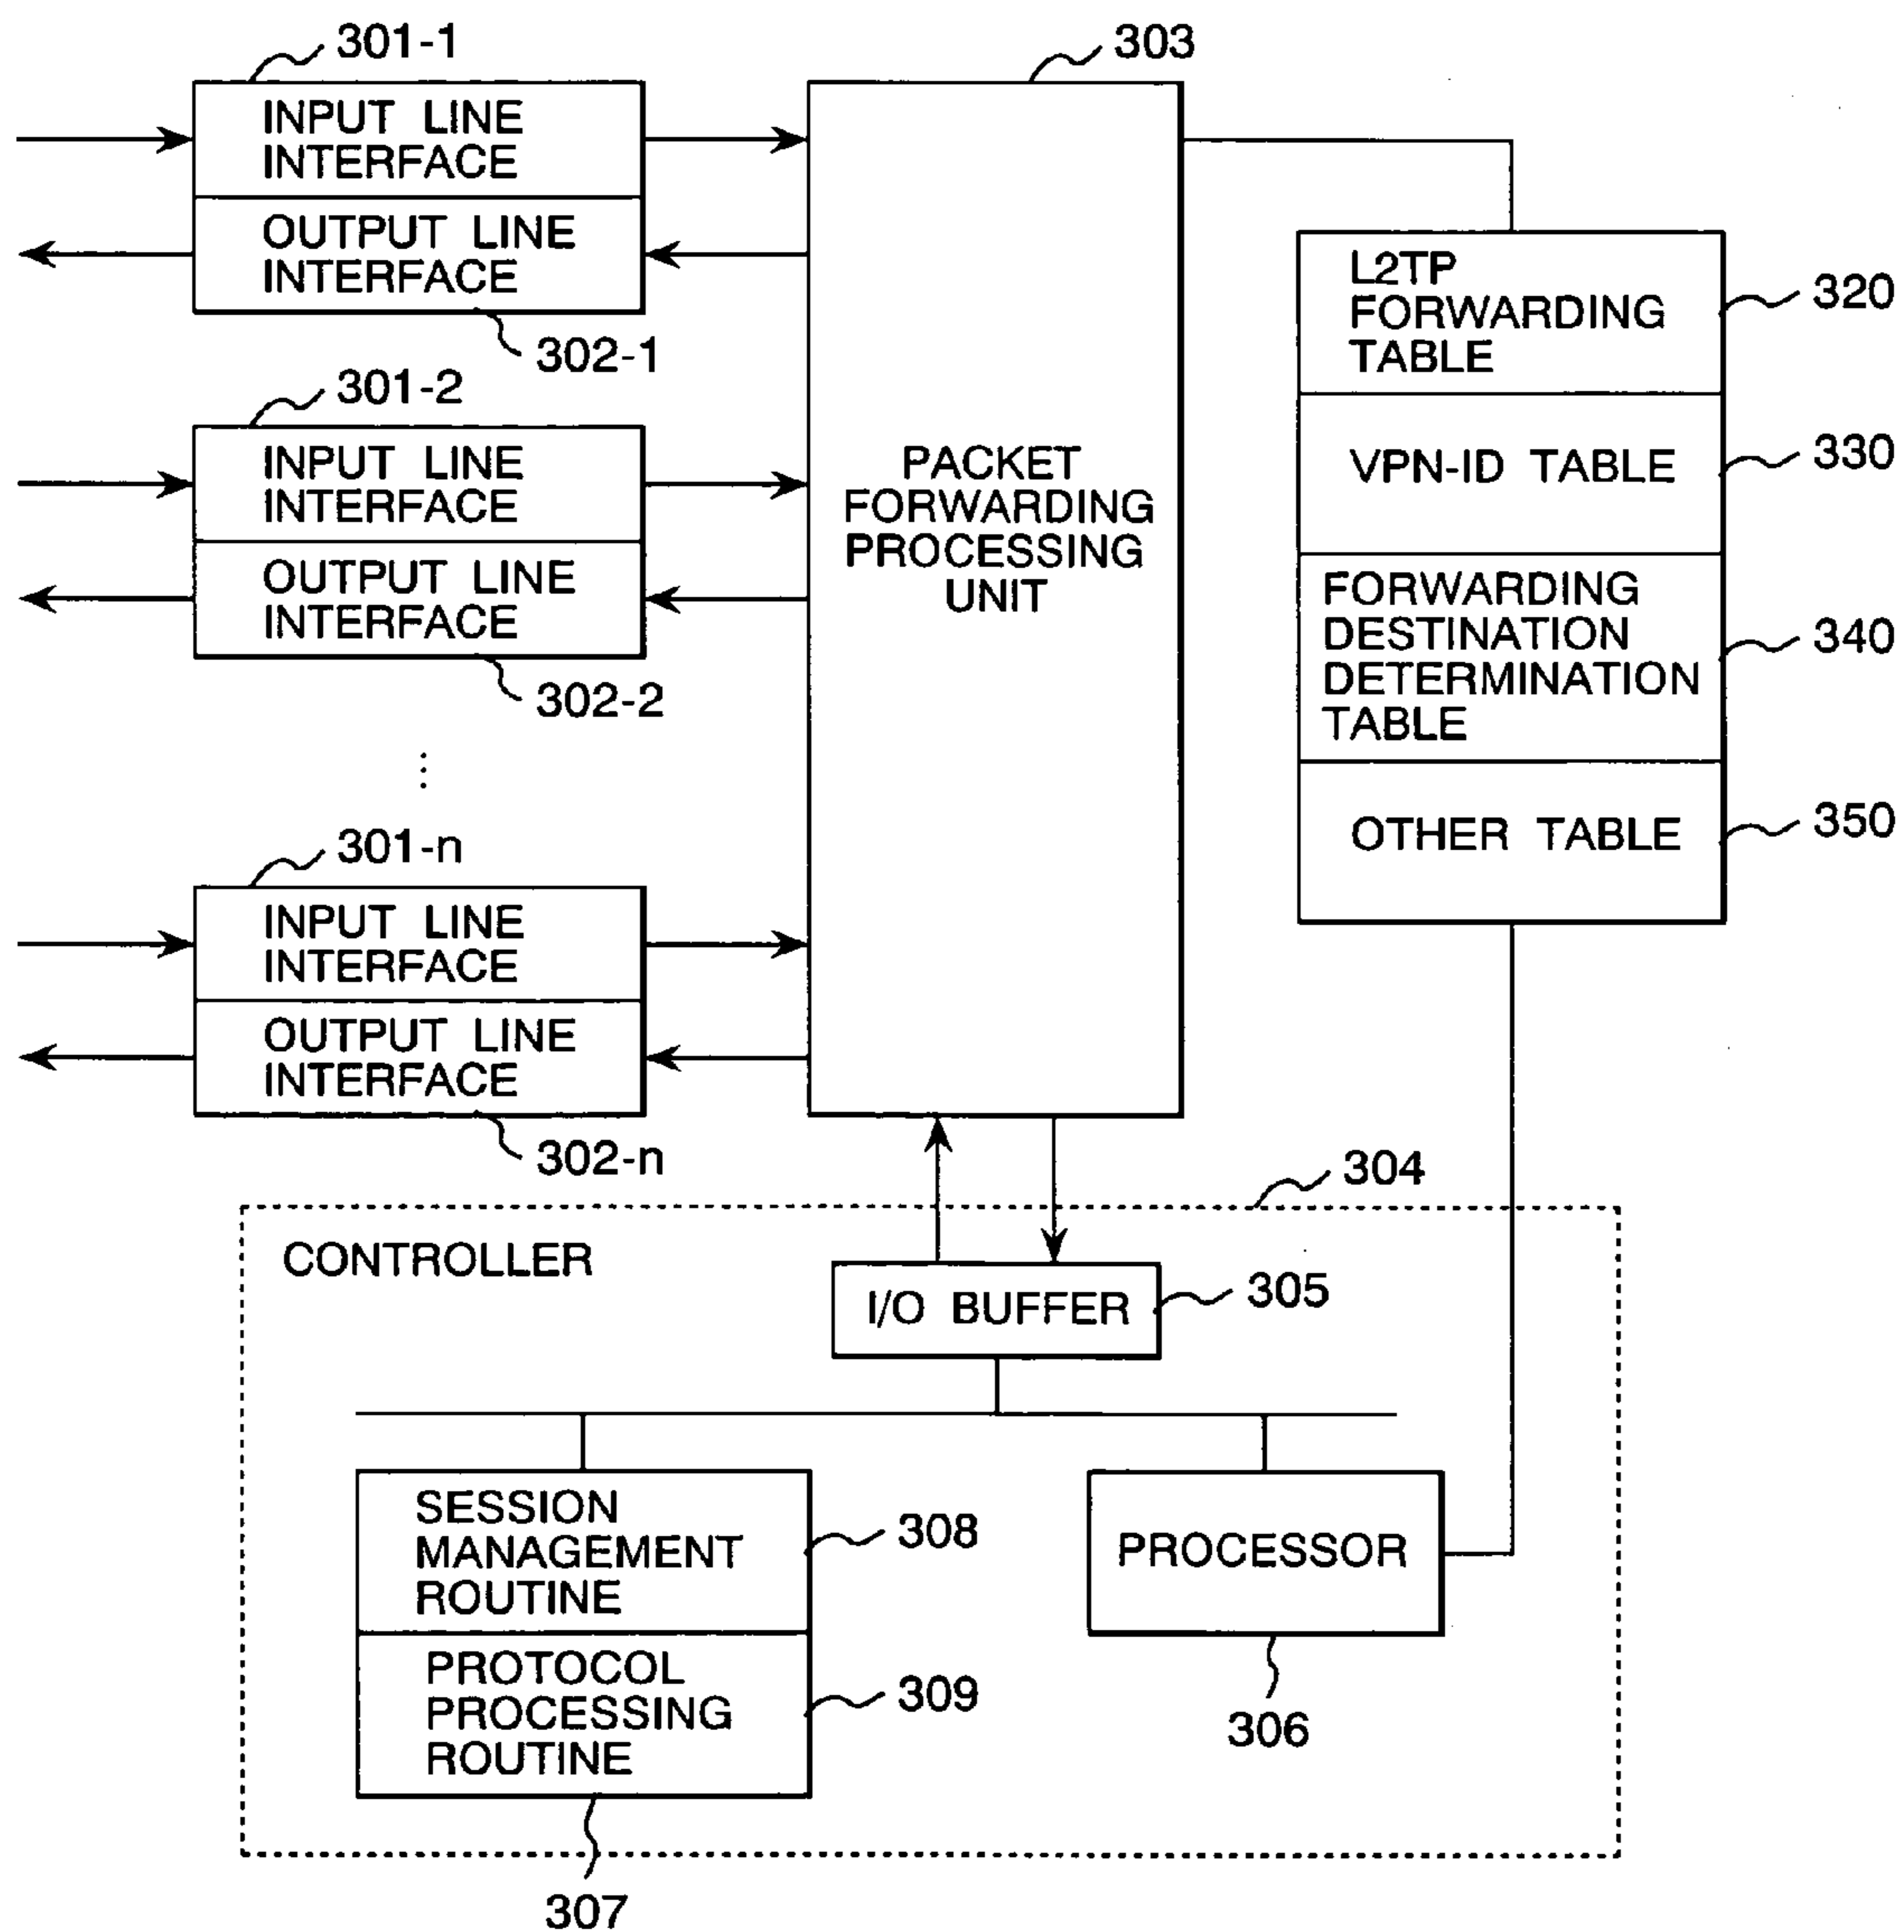 301-1
INPUT LINE
INTERFACE
OUTPUT LINE
INTERFACE
302-1
301-2
INPUT LINE
INTERFACE
OUTPUT LINE
INTERFACE
302-2
⋮
301-n
INPUT LINE
INTERFACE
OUTPUT LINE
INTERFACE
302-n
303
PACKET
FORWARDING
PROCESSING
UNIT
L2TP
FORWARDING
TABLE
320
VPN-ID TABLE
330
FORWARDING
DESTINATION
DETERMINATION
TABLE
340
OTHER TABLE
350
304
CONTROLLER
I/O BUFFER
305
SESSION
MANAGEMENT
ROUTINE
308
PROTOCOL
PROCESSING
ROUTINE
309
307
PROCESSOR
306